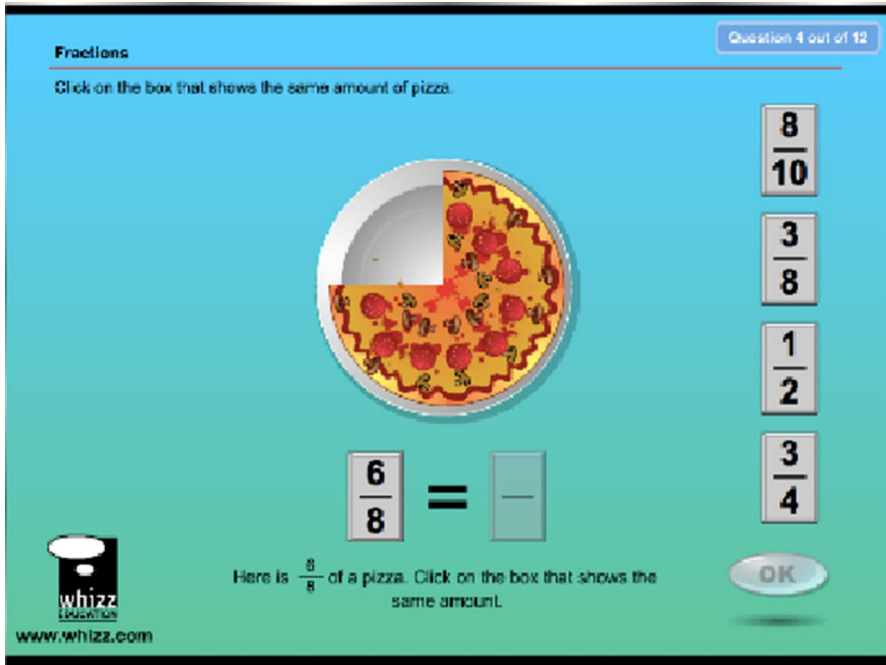 Question 4 out of 12
Fractions
Click on the box that shows the same amount of pizza.
8
10
3
8
1
2
3
4
6
8
=
Here is 6/8 of a pizza. Click on the box that shows the
same amount.
OK
whizz
EDUCATION
www.whizz.com